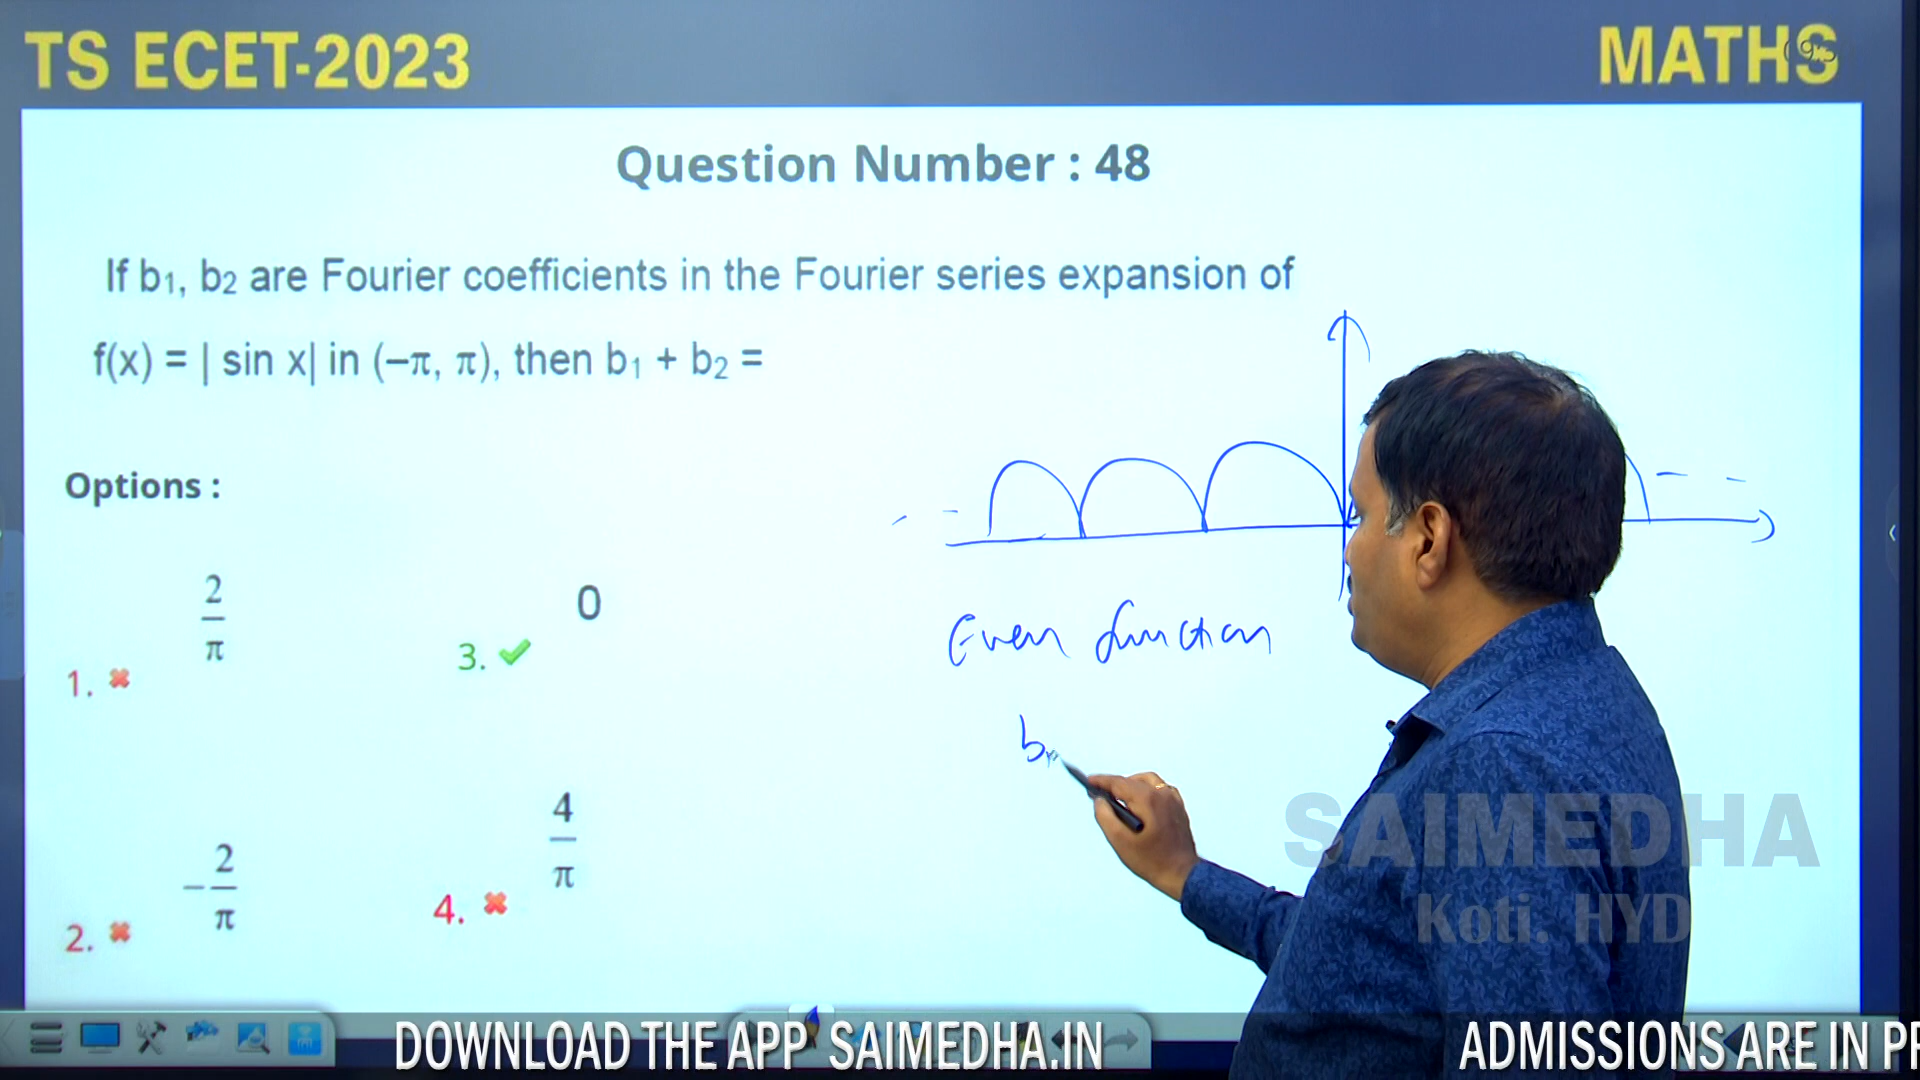 TS ECET-2023
MATHS
Question Number : 48
If b₁, b₂ are Fourier coefficients in the Fourier series expansion of
f(x) = | sin x| in (−π, π), then b₁ + b₂ =
Options :
1. ✖ 2/π
3. ✔ 0
2. ✖ −2/π
4. ✖ 4/π
Even function
bₙ
SAIMEDHA
Koti. HYD
DOWNLOAD THE APP SAIMEDHA.IN
ADMISSIONS ARE IN PR